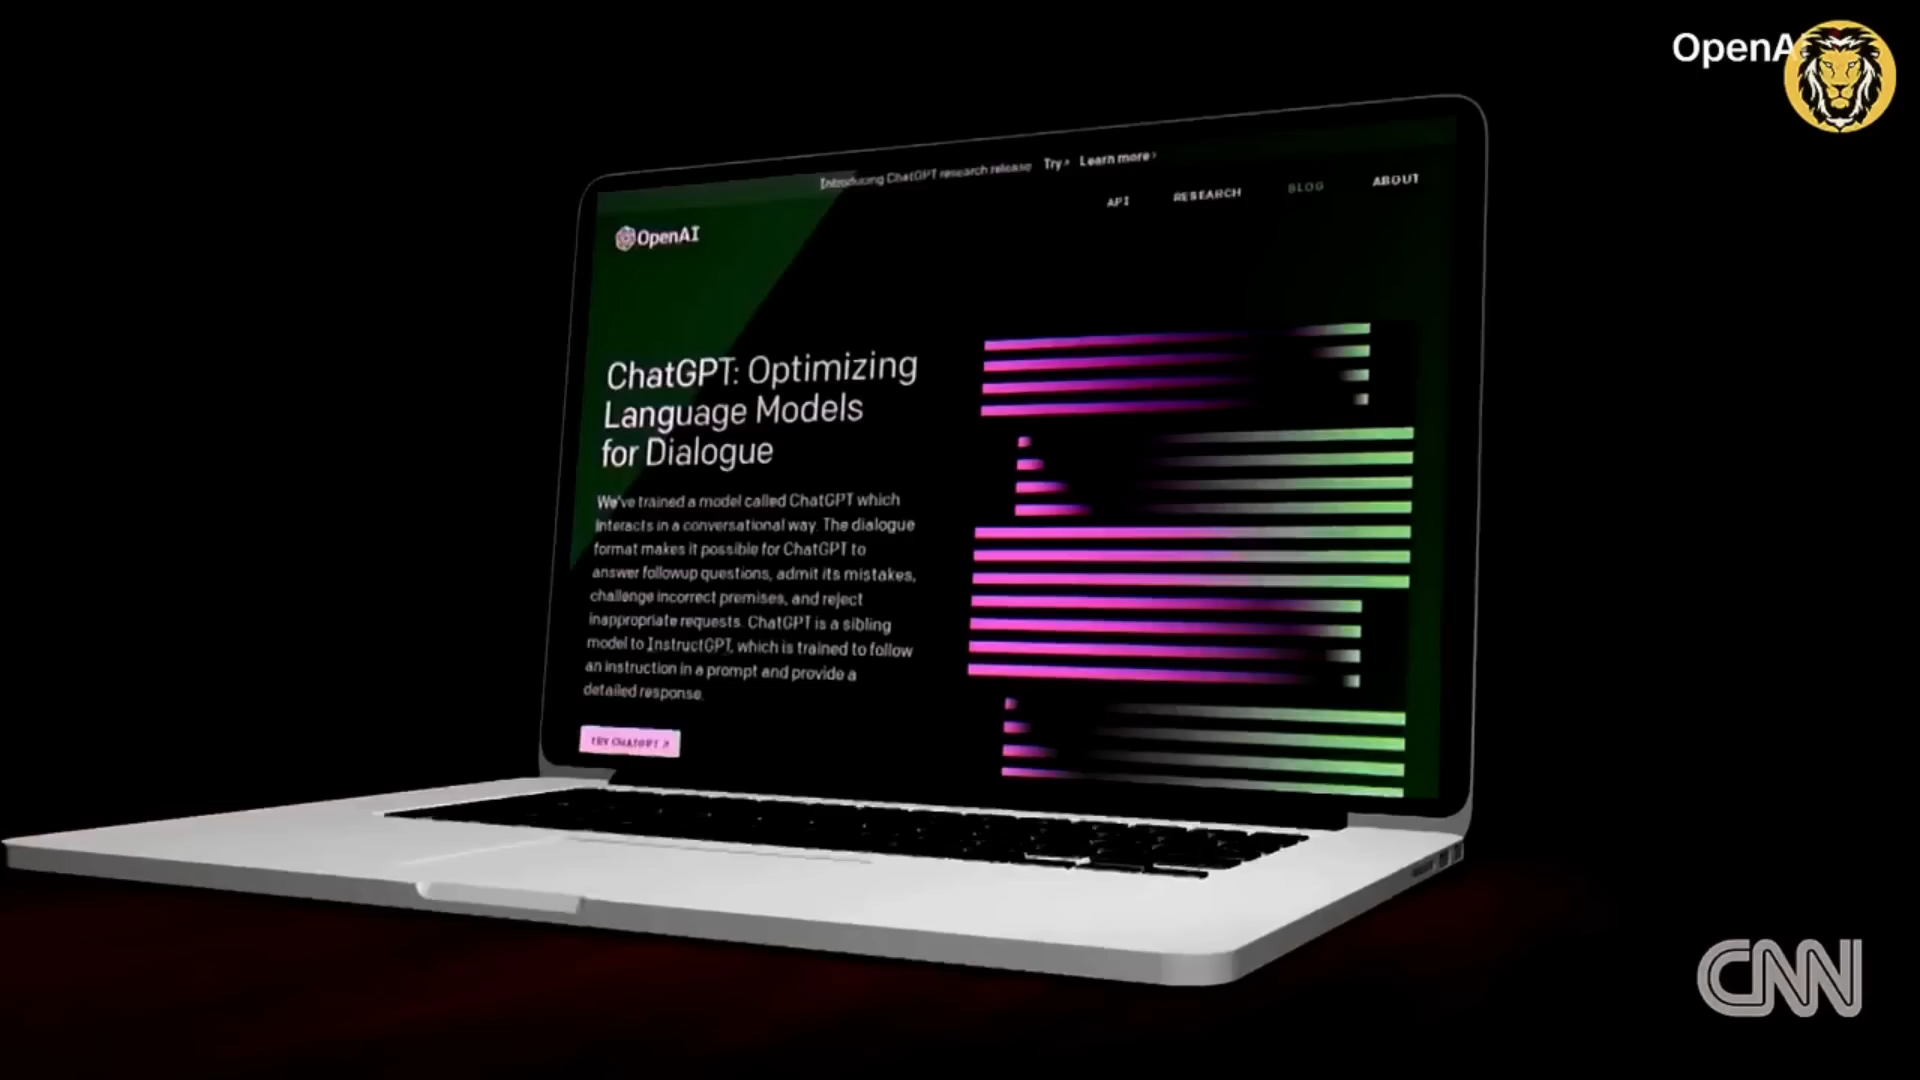 OpenA
Introducing ChatGPT research release Try Learn more
API RESEARCH BLOG ABOUT
OpenAI
ChatGPT: Optimizing
Language Models
for Dialogue
We've trained a model called ChatGPT which
interacts in a conversational way. The dialogue
format makes it possible for ChatGPT to
answer followup questions, admit its mistakes,
challenge incorrect premises, and reject
inappropriate requests. ChatGPT is a sibling
model to InstructGPT, which is trained to follow
an instruction in a prompt and provide a
detailed response.
TRY CHATGPT
CNN